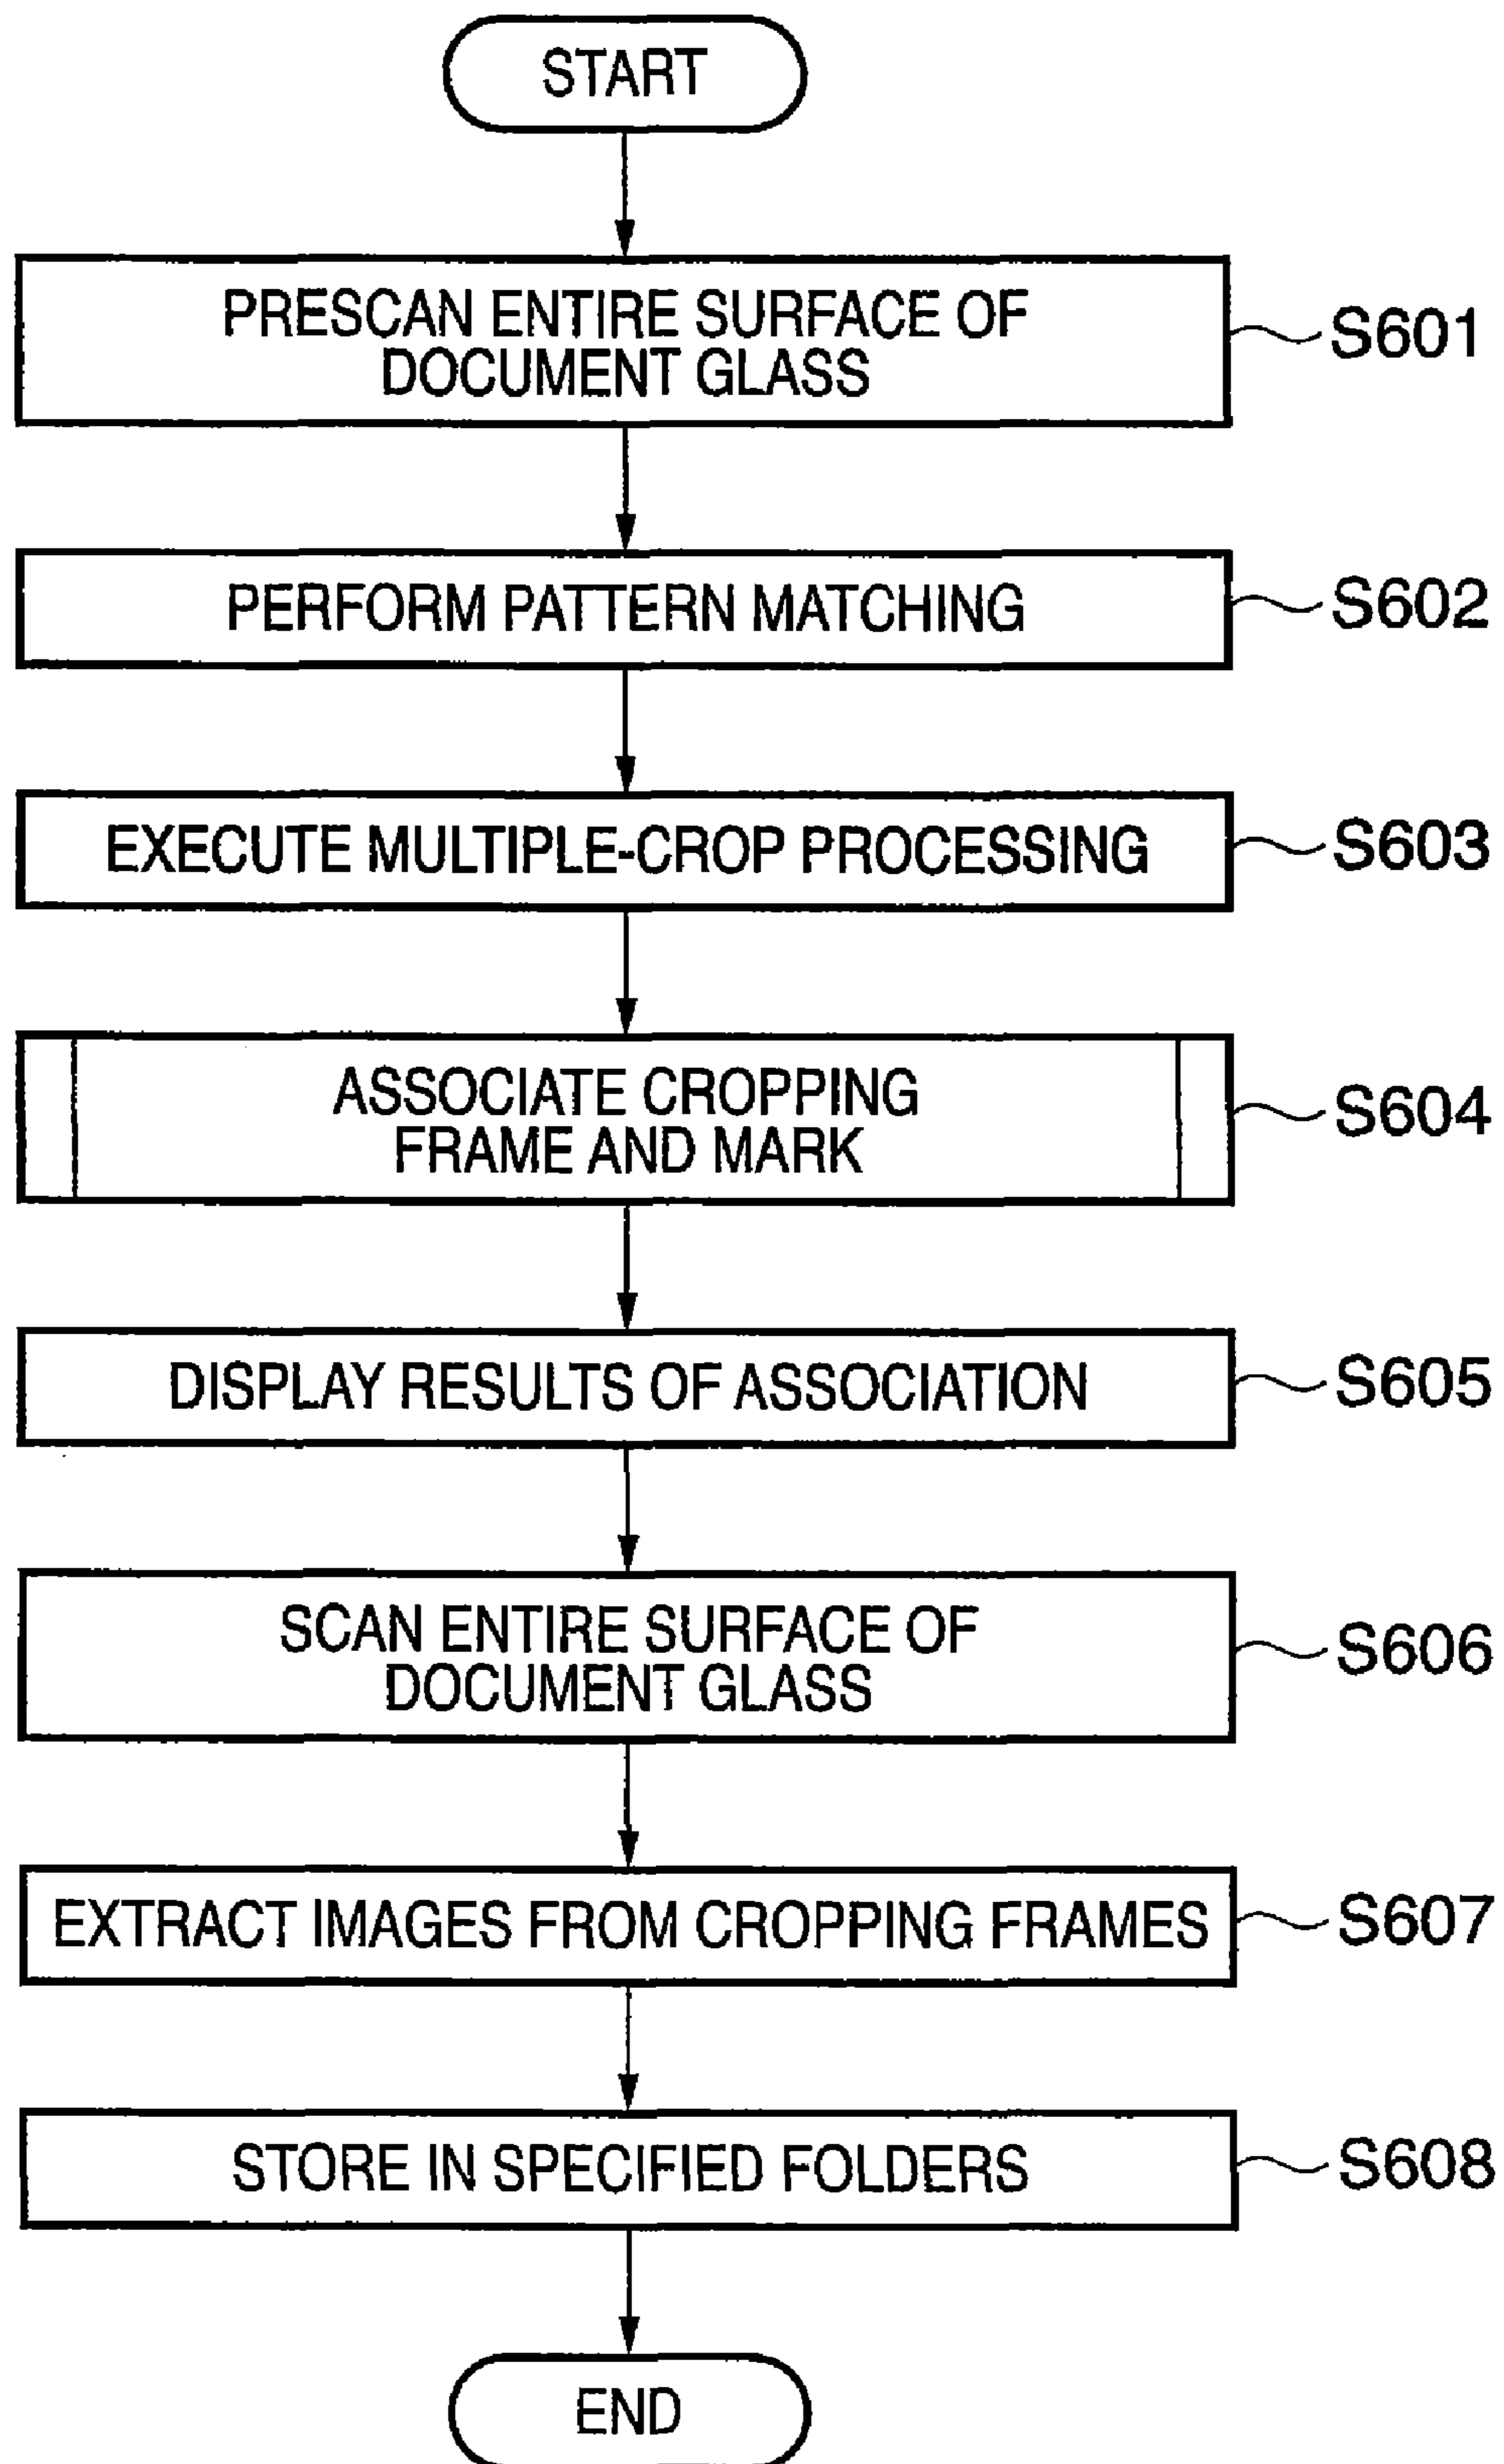 START
PRESCAN ENTIRE SURFACE OF
DOCUMENT GLASS
S601
PERFORM PATTERN MATCHING
S602
EXECUTE MULTIPLE-CROP PROCESSING
S603
ASSOCIATE CROPPING
FRAME AND MARK
S604
DISPLAY RESULTS OF ASSOCIATION
S605
SCAN ENTIRE SURFACE OF
DOCUMENT GLASS
S606
EXTRACT IMAGES FROM CROPPING FRAMES
S607
STORE IN SPECIFIED FOLDERS
S608
END